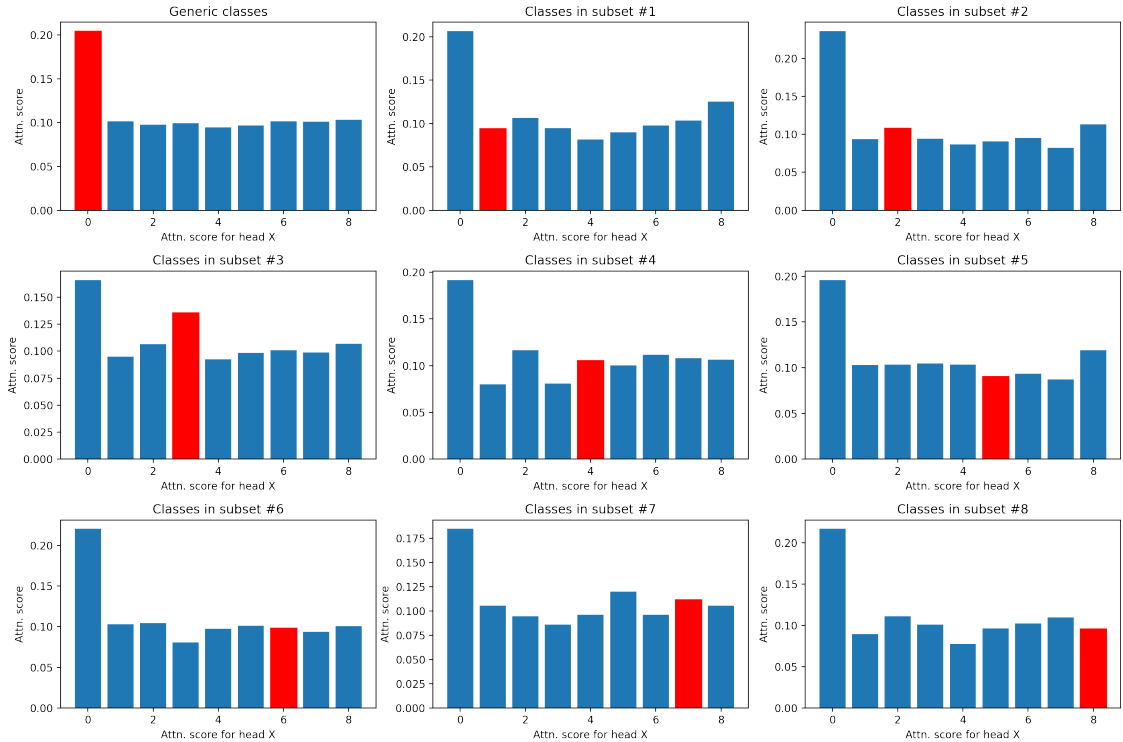 Generic classes
Classes in subset #1
Classes in subset #2
Attn. score
0.20
0.15
0.10
0.05
0.00
0 2 4 6 8
Attn. score for head X
Attn. score
0.20
0.15
0.10
0.05
0.00
0 2 4 6 8
Attn. score for head X
Attn. score
0.20
0.15
0.10
0.05
0.00
0 2 4 6 8
Attn. score for head X
Classes in subset #3
Classes in subset #4
Classes in subset #5
Attn. score
0.150
0.125
0.100
0.075
0.050
0.025
0.000
0 2 4 6 8
Attn. score for head X
Attn. score
0.20
0.15
0.10
0.05
0.00
0 2 4 6 8
Attn. score for head X
Attn. score
0.20
0.15
0.10
0.05
0.00
0 2 4 6 8
Attn. score for head X
Classes in subset #6
Classes in subset #7
Classes in subset #8
Attn. score
0.20
0.15
0.10
0.05
0.00
0 2 4 6 8
Attn. score for head X
Attn. score
0.175
0.150
0.125
0.100
0.075
0.050
0.025
0.000
0 2 4 6 8
Attn. score for head X
Attn. score
0.20
0.15
0.10
0.05
0.00
0 2 4 6 8
Attn. score for head X